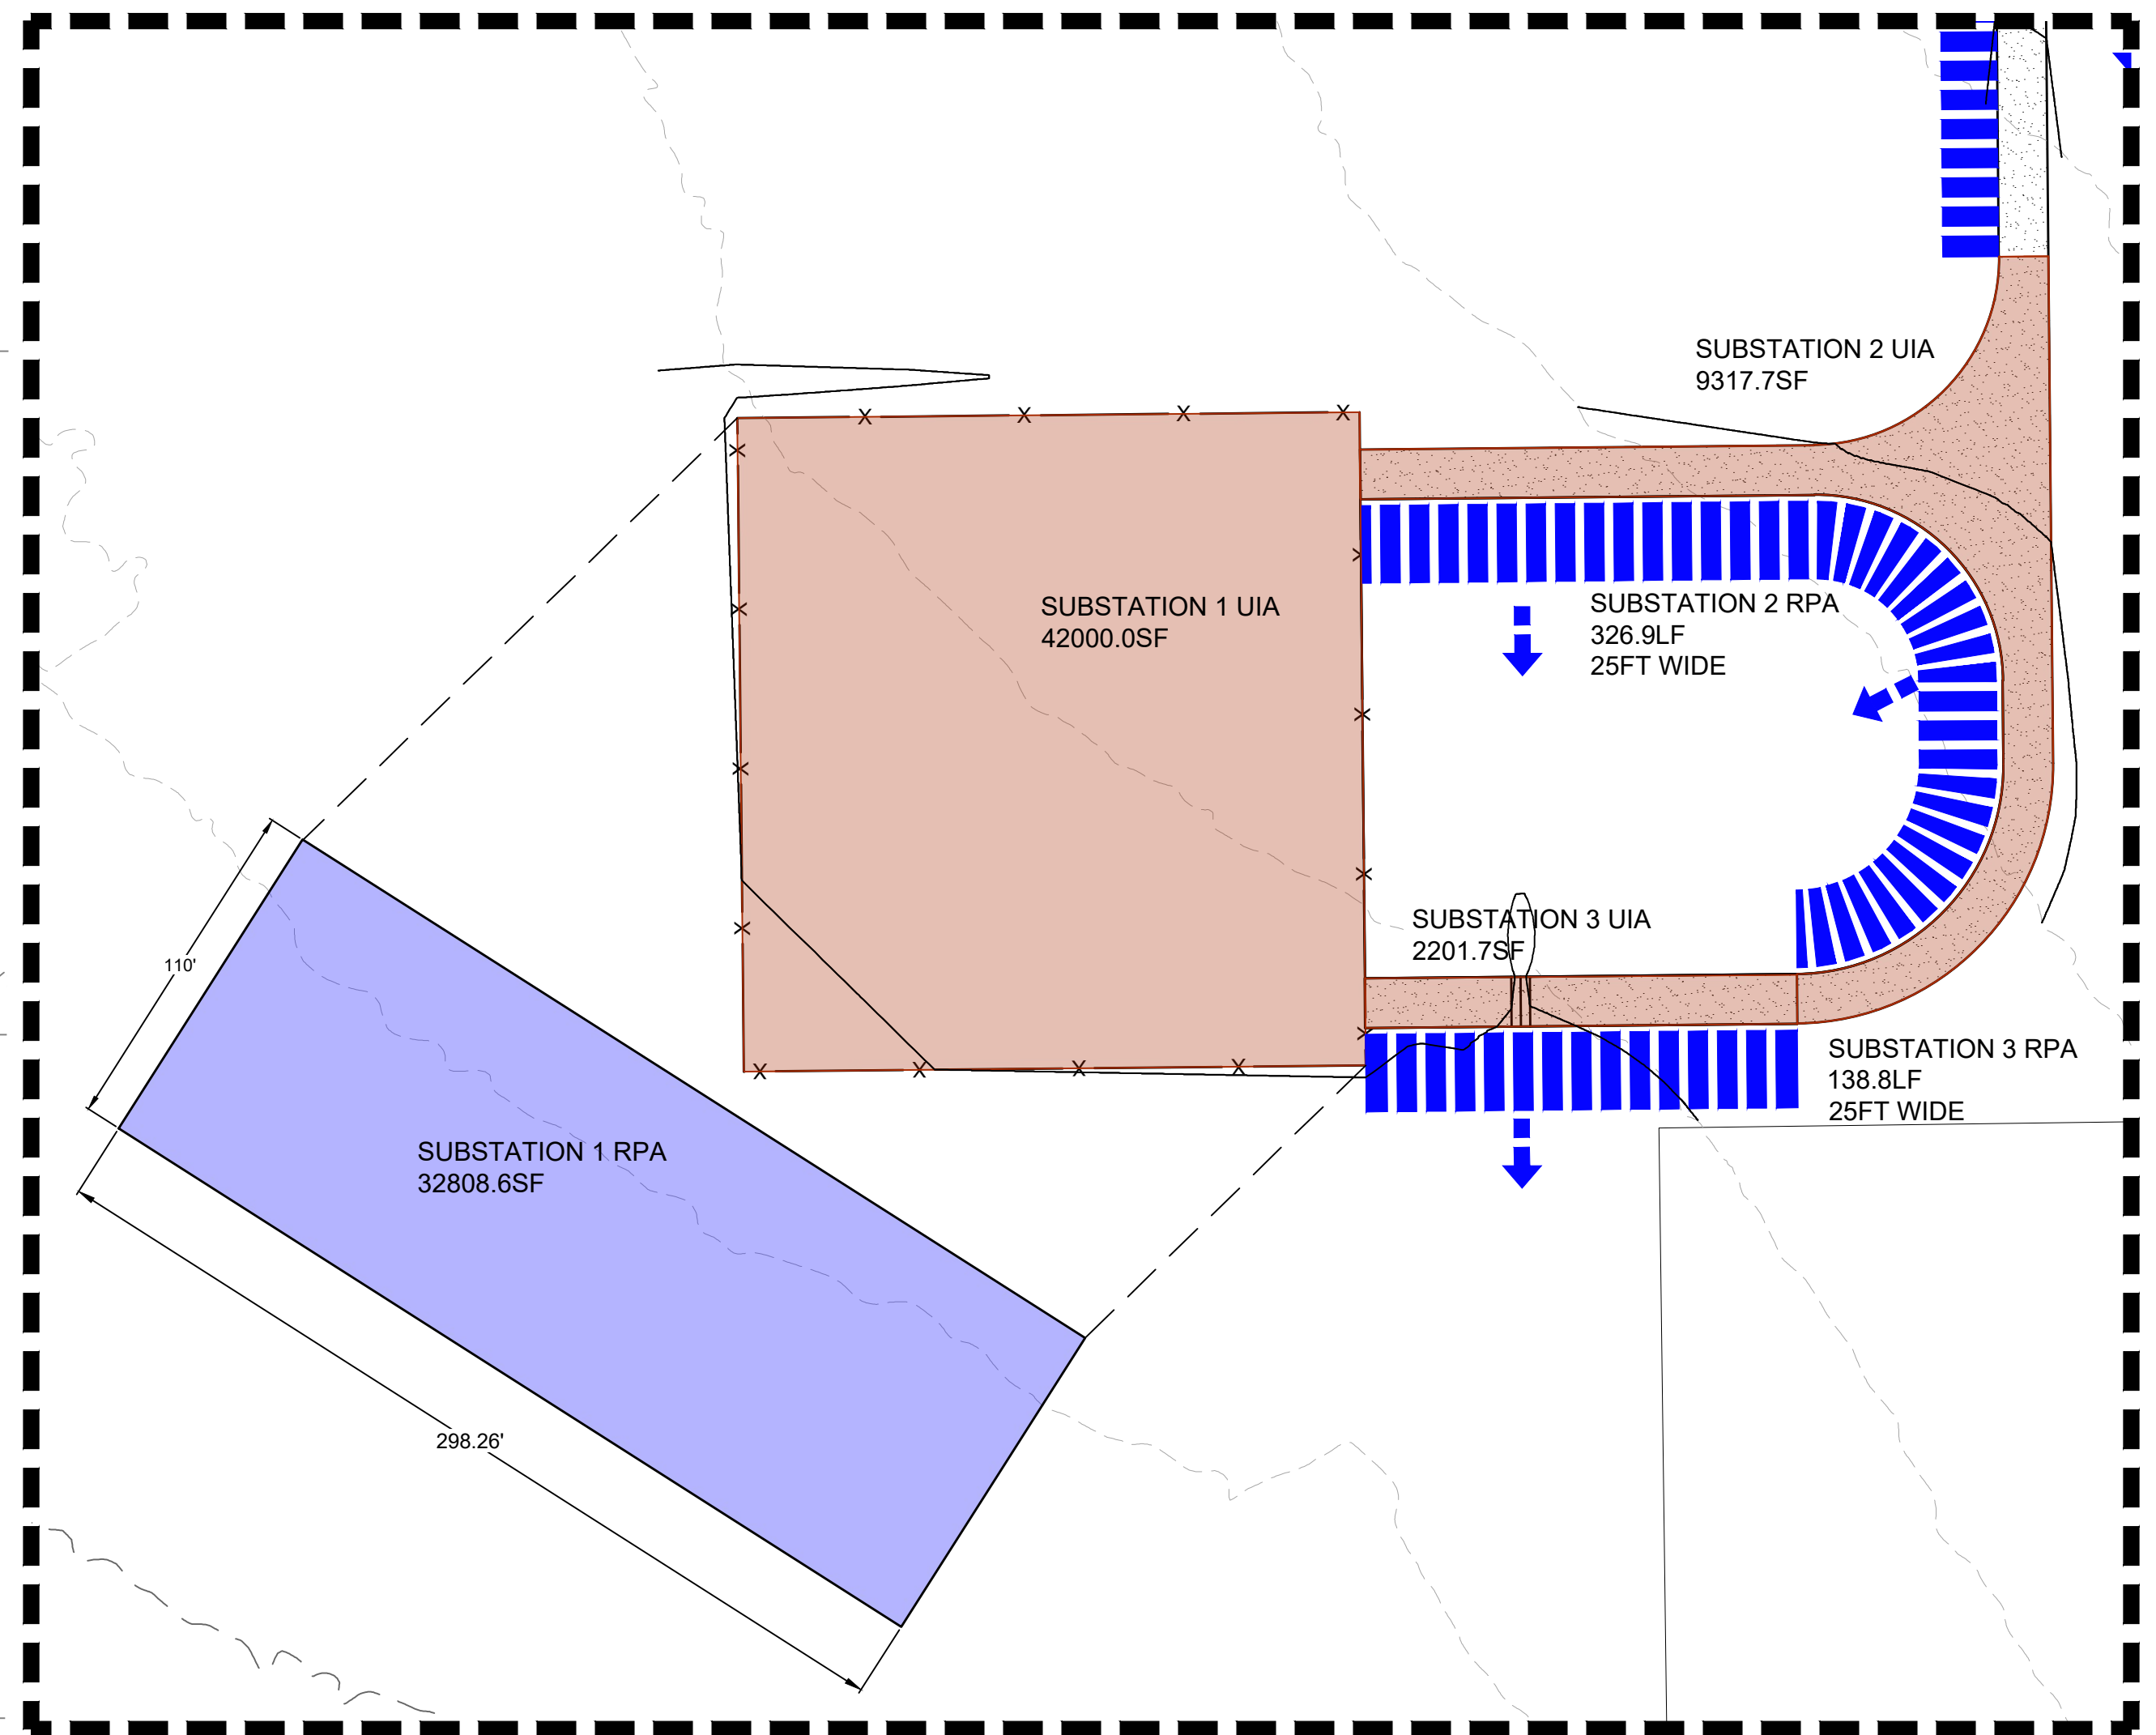 SUBSTATION 2 UIA
9317.7SF
SUBSTATION 1 UIA
42000.0SF
SUBSTATION 2 RPA
326.9LF
25FT WIDE
SUBSTATION 3 UIA
2201.7SF
110'
SUBSTATION 3 RPA
138.8LF
25FT WIDE
SUBSTATION 1 RPA
32808.6SF
298.26'